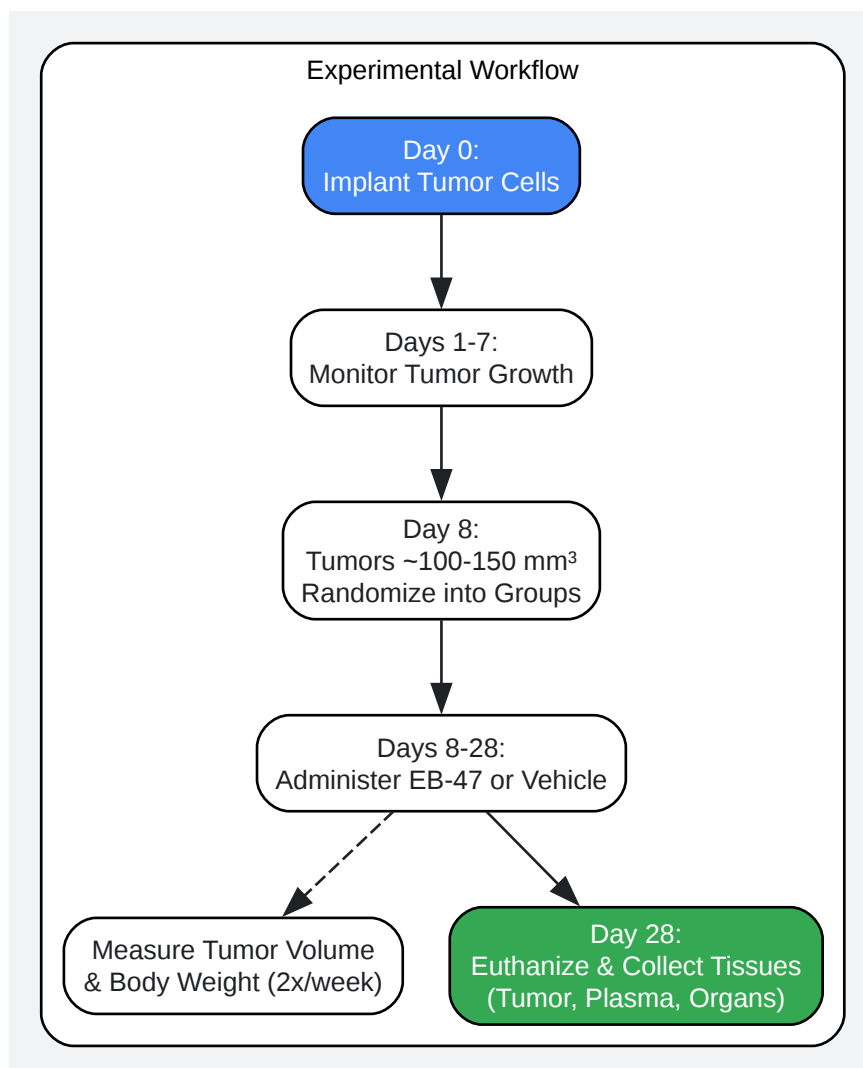 Experimental Workflow
Day 0:
Implant Tumor Cells
Days 1-7:
Monitor Tumor Growth
Day 8:
Tumors ~100-150 mm³
Randomize into Groups
Days 8-28:
Administer EB-47 or Vehicle
Measure Tumor Volume
& Body Weight (2x/week)
Day 28:
Euthanize & Collect Tissues
(Tumor, Plasma, Organs)